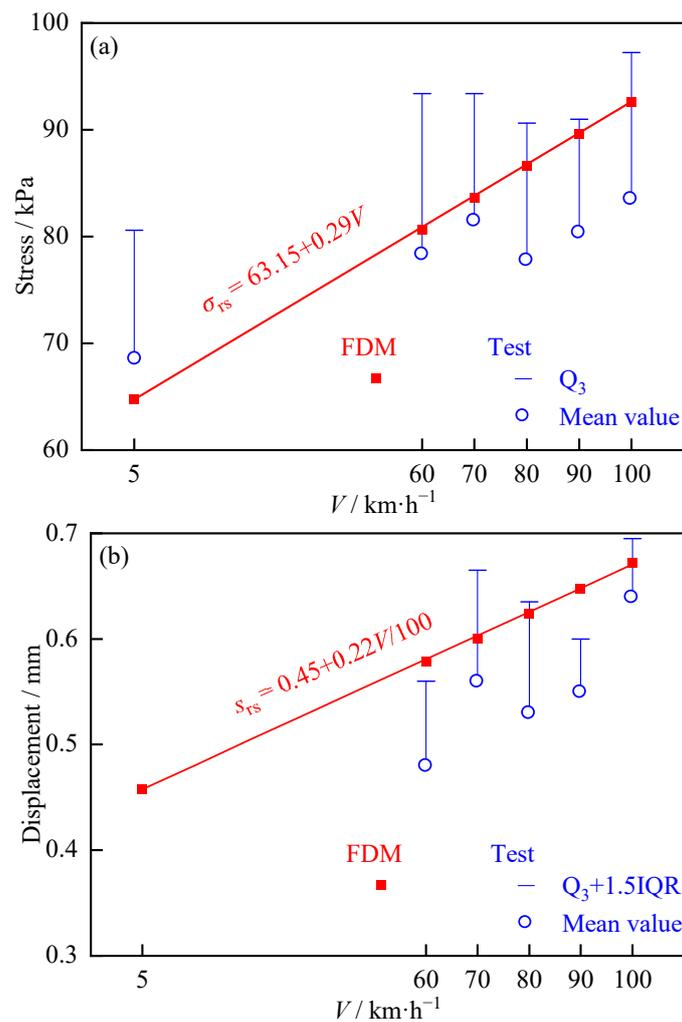 100
(a)
90
80
70
60
Stress / kPa
σrs = 63.15+0.29V
FDM
Test
Q3
Mean value
5 60 70 80 90 100
V / km·h−1
0.7
(b)
0.6
0.5
0.4
0.3
Displacement / mm
srs = 0.45+0.22V/100
FDM
Test
Q3+1.5IQR
Mean value
5 60 70 80 90 100
V / km·h−1